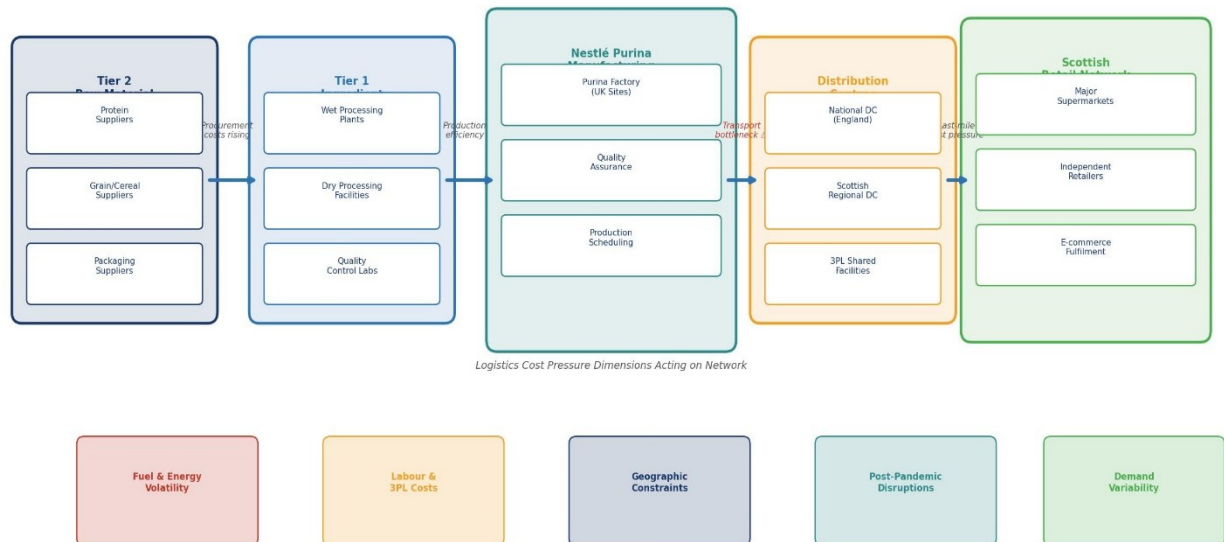 Tier 2
Protein
Suppliers
Grain/Cereal
Suppliers
Packaging
Suppliers
Procurement
costs rising
Tier 1
Wet Processing
Plants
Dry Processing
Facilities
Quality
Control Labs
Production
efficiency
Nestlé Purina
Manufacturing
Purina Factory
(UK Sites)
Quality
Assurance
Production
Scheduling
Transport
bottleneck
Distribution
National DC
(England)
Scottish
Regional DC
3PL Shared
Facilities
pressure
Scottish
Retail Network
Major
Supermarkets
Independent
Retailers
E-commerce
Fulfilment
Logistics Cost Pressure Dimensions Acting on Network
Fuel & Energy
Volatility
Labour &
3PL Costs
Geographic
Constraints
Post-Pandemic
Disruptions
Demand
Variability